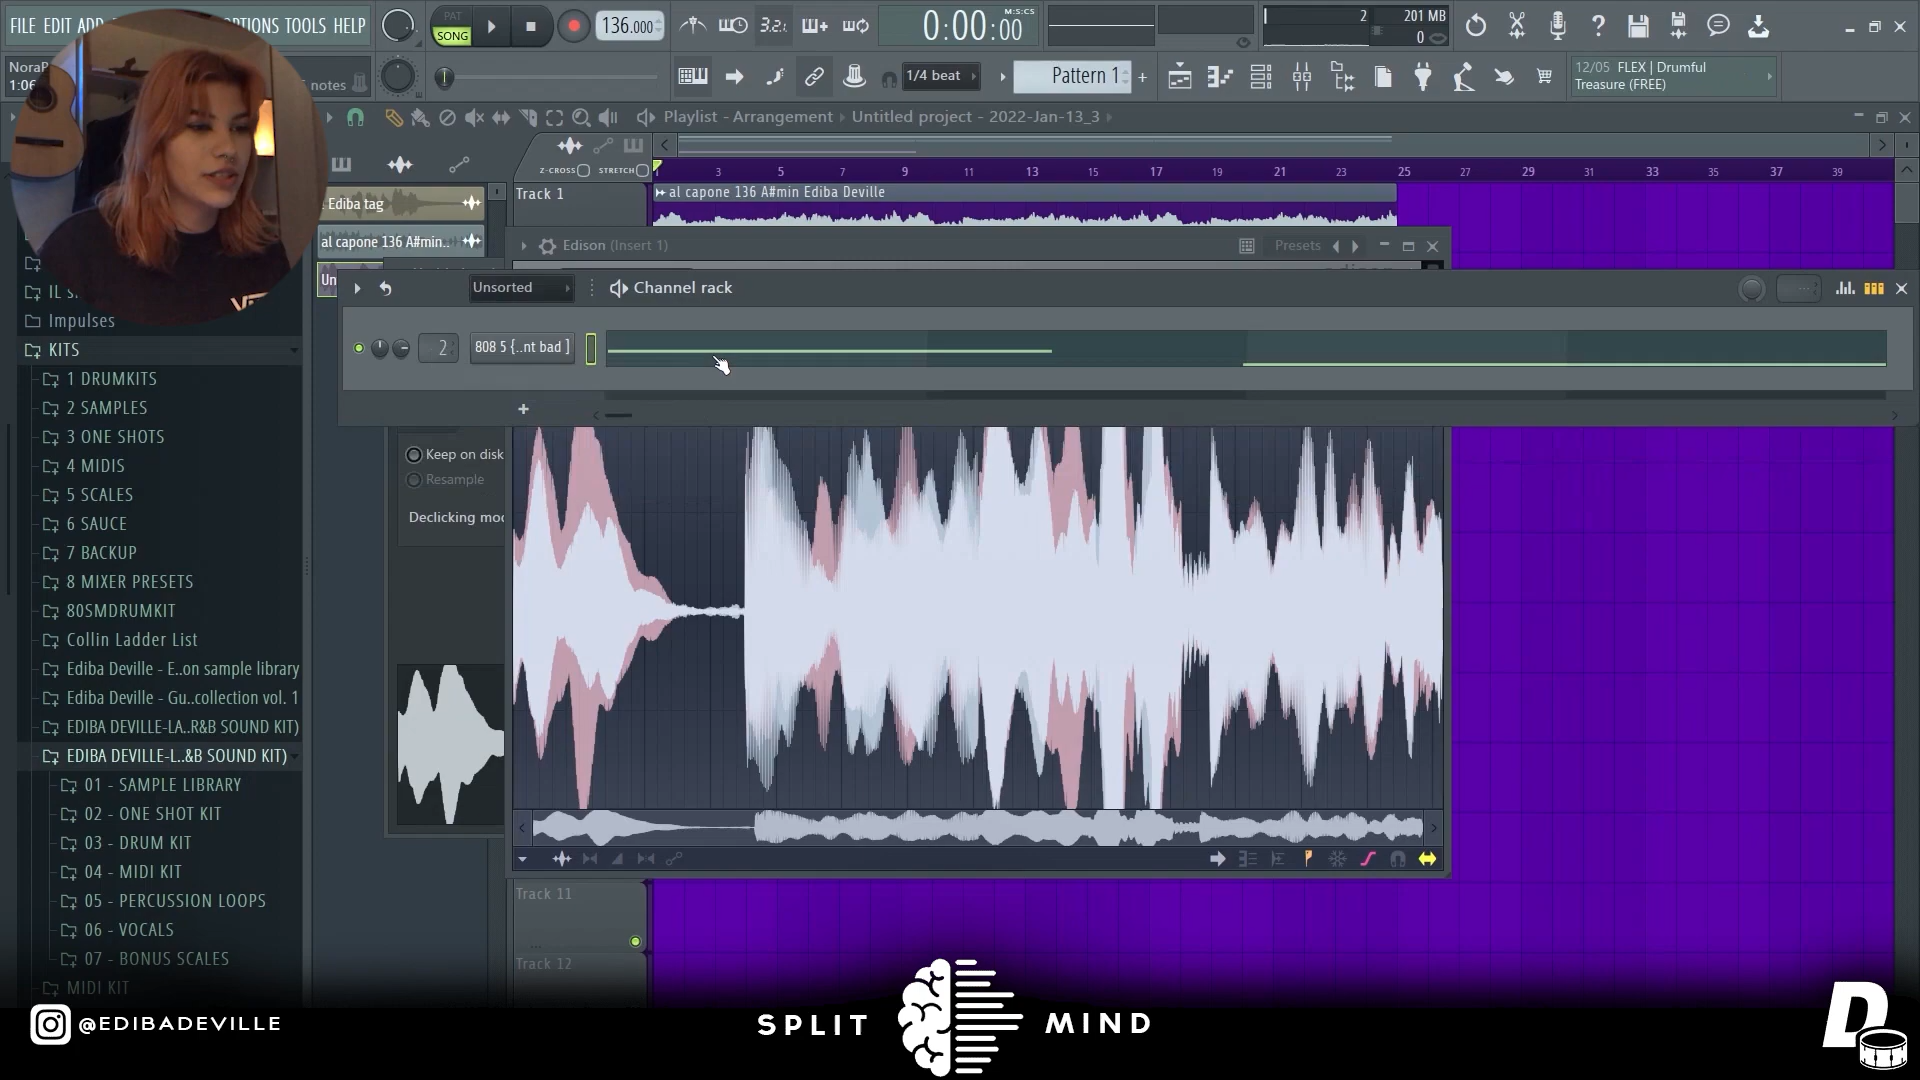 FILE EDIT ADD
OPTIONS TOOLS HELP
PAT
SONG
136.000
3.2.1
0:00:00
M:S:CS
2
201 MB
0
NoraP
1:06
notes
1/4 beat
Pattern 1
+
12/05 FLEX | Drumful
Treasure (FREE)
Playlist - Arrangement
Untitled project - 2022-Jan-13_3
Z-CROSS
STRETCH
3 5 7 9 11 13 15 17 19 21 23 25 27 29 31 33 35 37 39
Track 1
al capone 136 A#min Ediba Deville
Ediba tag
al capone 136 A#min..
Un
Edison (Insert 1)
Presets
Unsorted
Channel rack
2
808 5 {..nt bad ]
+
Keep on disk
Resample
Declicking mod
Impulses
KITS
1 DRUMKITS
2 SAMPLES
3 ONE SHOTS
4 MIDIS
5 SCALES
6 SAUCE
7 BACKUP
8 MIXER PRESETS
80SMDRUMKIT
Collin Ladder List
Ediba Deville - E..on sample library
Ediba Deville - Gu..collection vol. 1
EDIBA DEVILLE-LA..R&B SOUND KIT)
EDIBA DEVILLE-L..&B SOUND KIT)
01 - SAMPLE LIBRARY
02 - ONE SHOT KIT
03 - DRUM KIT
04 - MIDI KIT
05 - PERCUSSION LOOPS
06 - VOCALS
07 - BONUS SCALES
MIDI KIT
Track 11
Track 12
@EDIBADEVILLE
SPLIT MIND
D